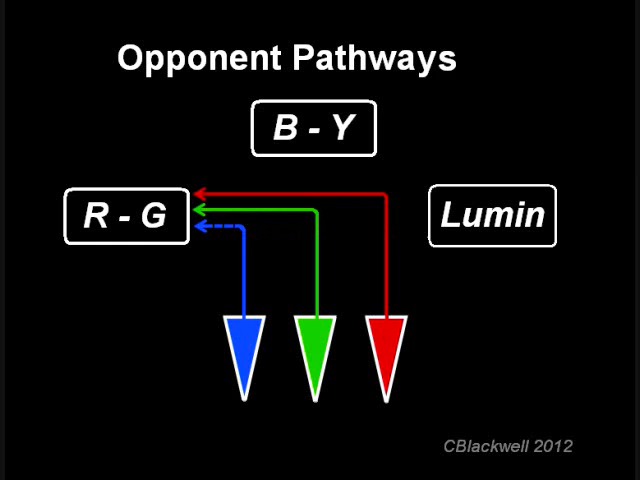 Opponent Pathways
B - Y
R - G
Lumin
CBlackwell 2012